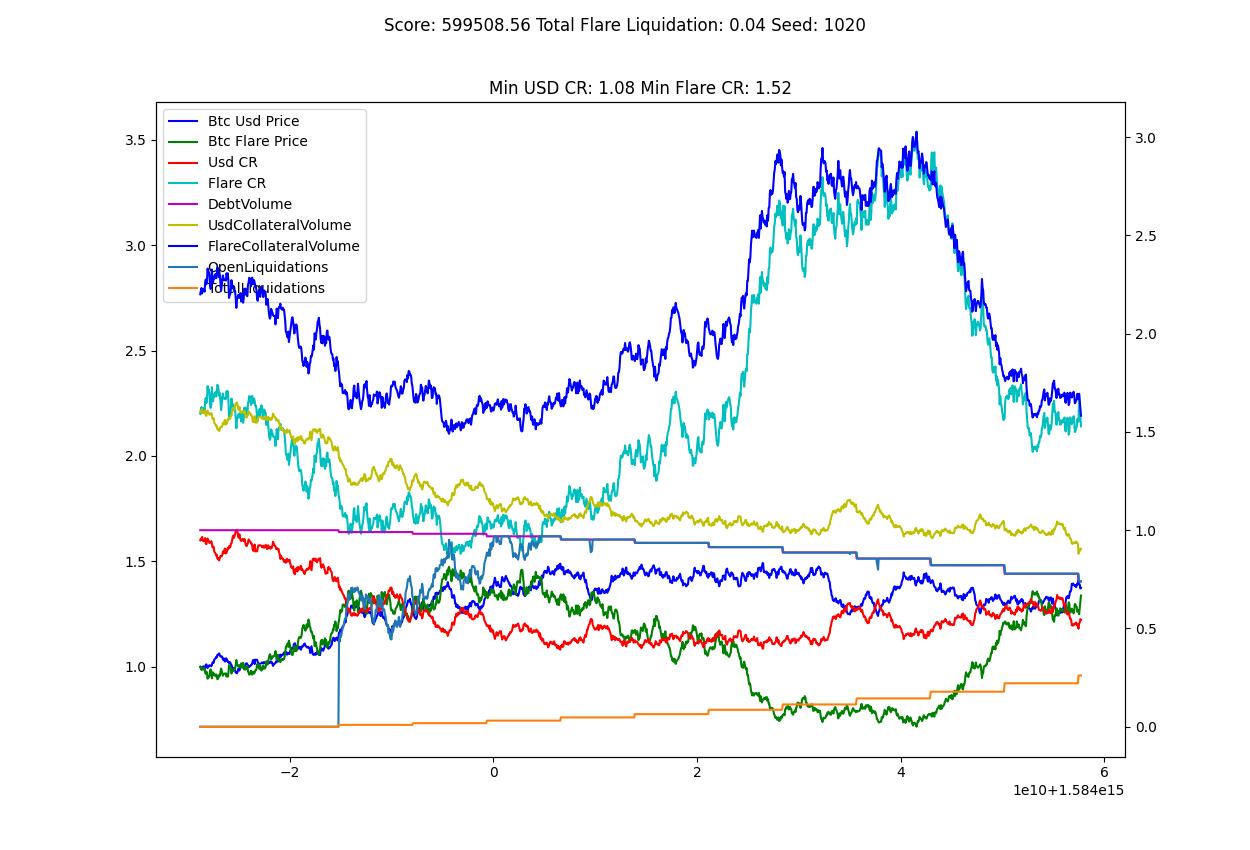 Score: 599508.56 Total Flare Liquidation: 0.04 Seed: 1020
Min USD CR: 1.08 Min Flare CR: 1.52
Btc Usd Price
Btc Flare Price
Usd CR
Flare CR
DebtVolume
UsdCollateralVolume
FlareCollateralVolume
OpenLiquidations
TotalLiquidations
3.5
3.0
2.5
2.0
1.5
1.0
3.0
2.5
2.0
1.5
1.0
0.5
0.0
−2 0 2 4 6
1e10+1.584e15